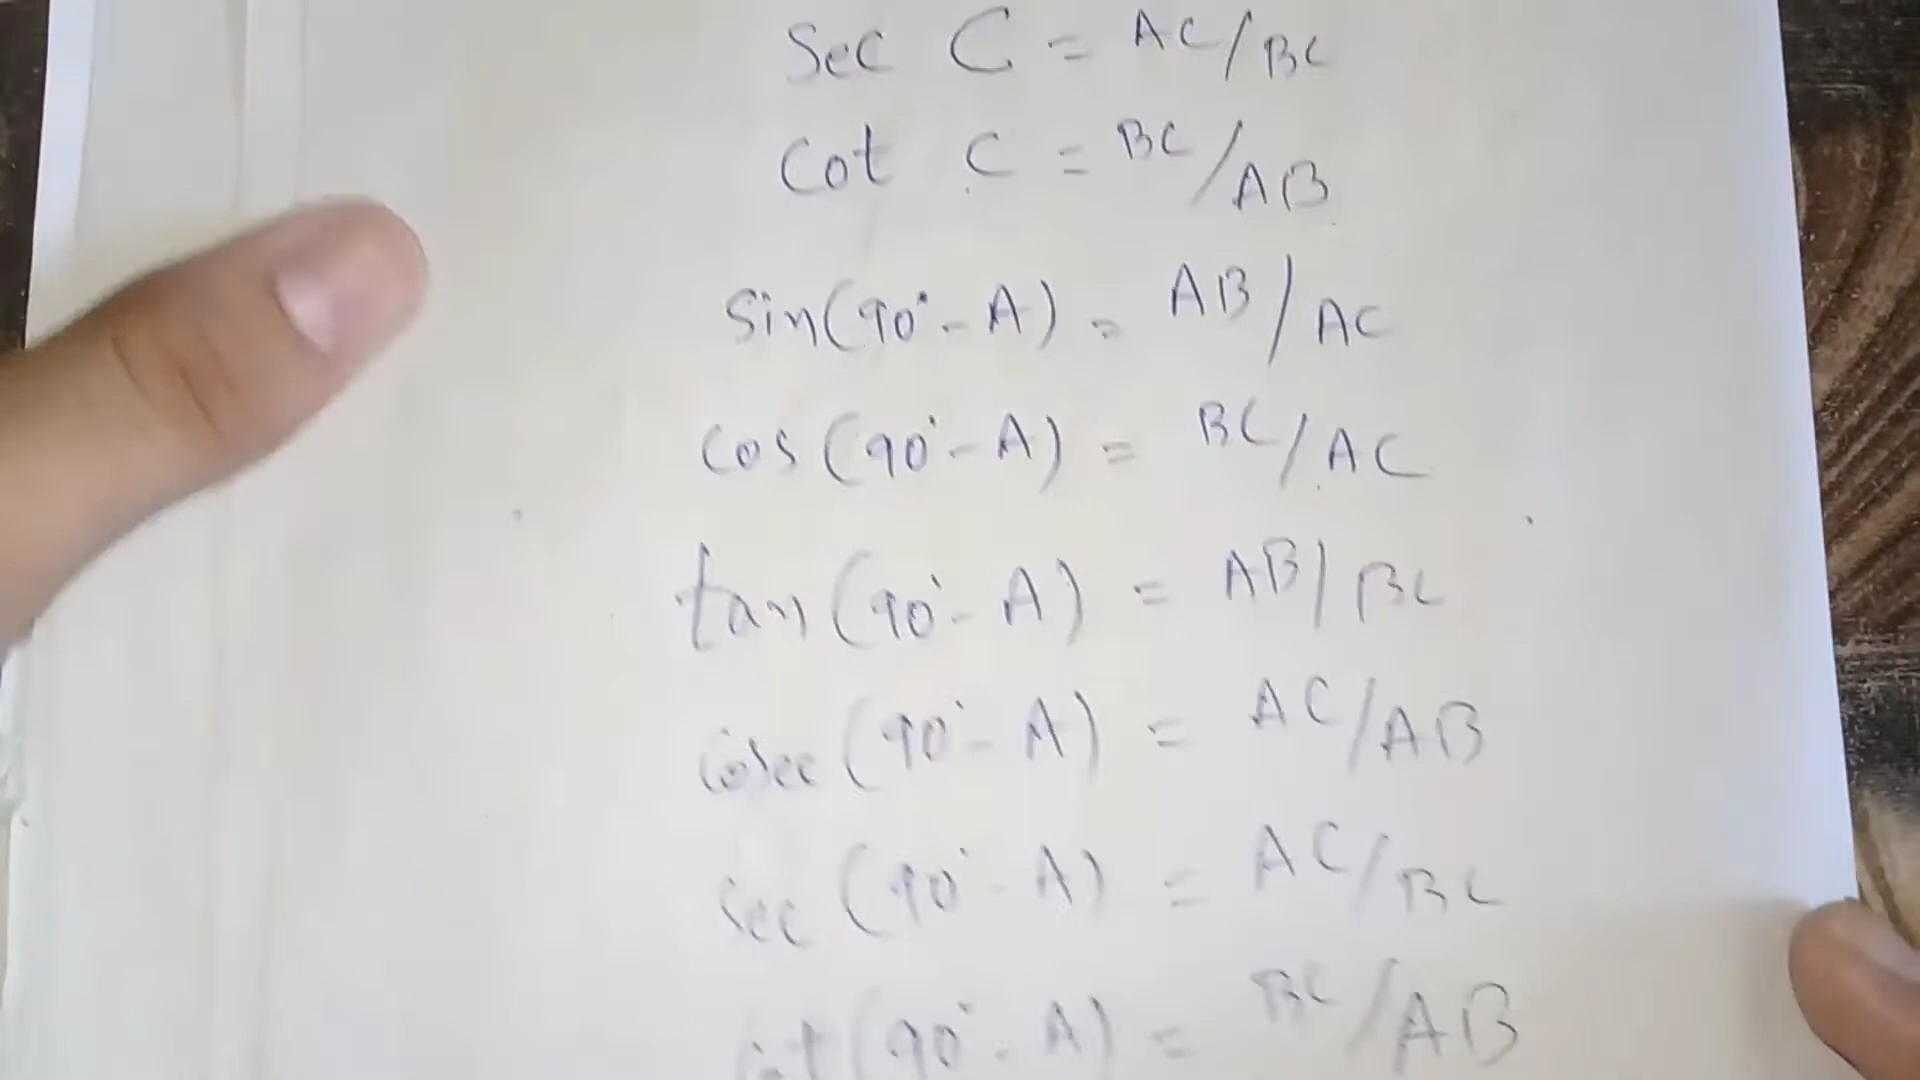 Sec C = AC/BC
Cot C = BC/AB
Sin(90°-A) = AB/AC
Cos(90°-A) = BC/AC
tan(90°-A) = AB/BC
Cosec(90°-A) = AC/AB
Sec(90°-A) = AC/BC
cot(90°-A) = BC/AB